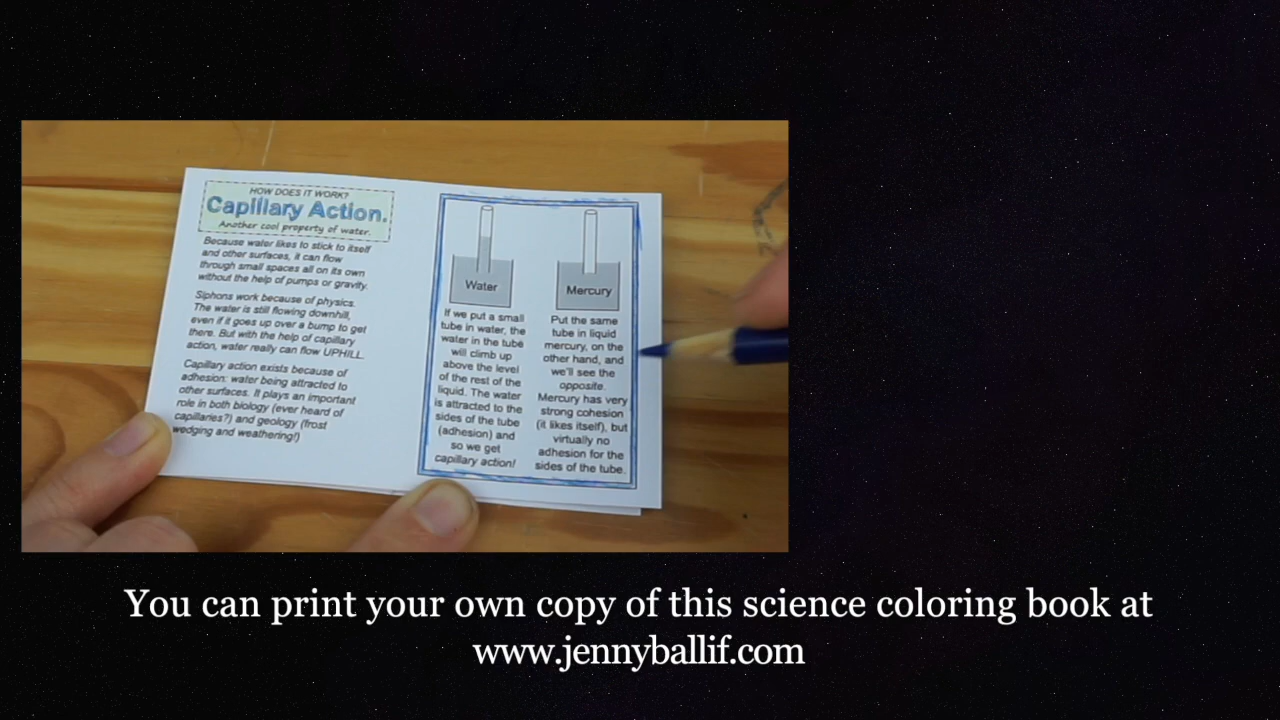 HOW DOES IT WORK?
Capillary Action.
Another cool property of water.
Because water likes to stick to itself
and other surfaces, it can flow
through small spaces all on its own
without the help of pumps or gravity.
Siphons work because of physics.
The water is still flowing downhill,
even if it goes up over a bump to get
there. But with the help of capillary
action, water really can flow UPHILL.
Capillary action exists because of
adhesion: water being attracted to
other surfaces. It plays an important
role in both biology (ever heard of
capillaries?) and geology (frost
wedging and weathering!)
Water
If we put a small
tube in water, the
water in the tube
will climb up
above the level
of the rest of the
liquid. The water
is attracted to the
sides of the tube
(adhesion) and
so we get
capillary action!
Mercury
Put the same
tube in liquid
mercury, on the
other hand, and
we'll see the
opposite.
Mercury has very
strong cohesion
(it likes itself), but
virtually no
adhesion for the
sides of the tube.
You can print your own copy of this science coloring book at
www.jennyballif.com